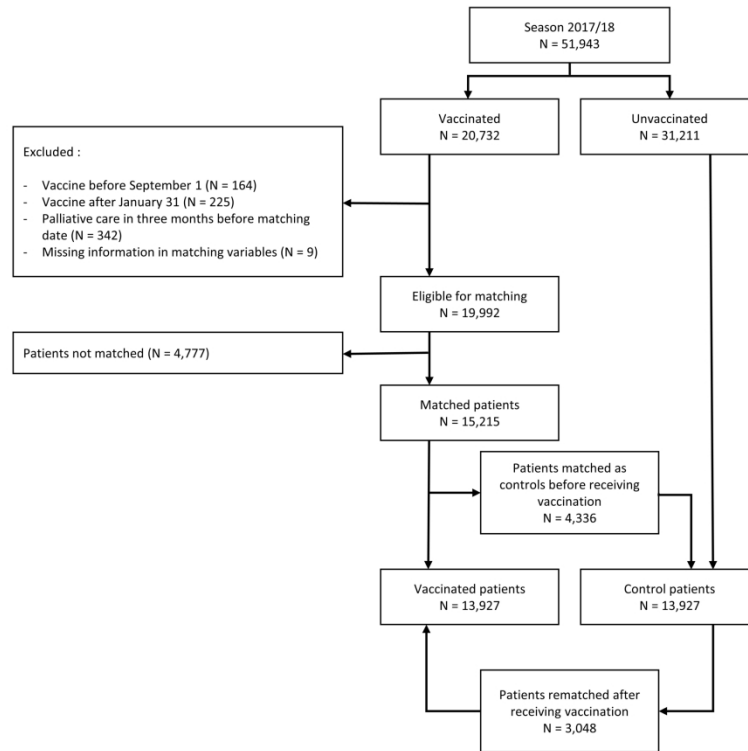 Season 2017/18
N = 51,943
Vaccinated
N = 20,732
Unvaccinated
N = 31,211
Excluded :
- Vaccine before September 1 (N = 164)
- Vaccine after January 31 (N = 225)
- Palliative care in three months before matching
date (N = 342)
- Missing information in matching variables (N = 9)
Eligible for matching
N = 19,992
Patients not matched (N = 4,777)
Matched patients
N = 15,215
Patients matched as
controls before receiving
vaccination
N = 4,336
Vaccinated patients
N = 13,927
Control patients
N = 13,927
Patients rematched after
receiving vaccination
N = 3,048